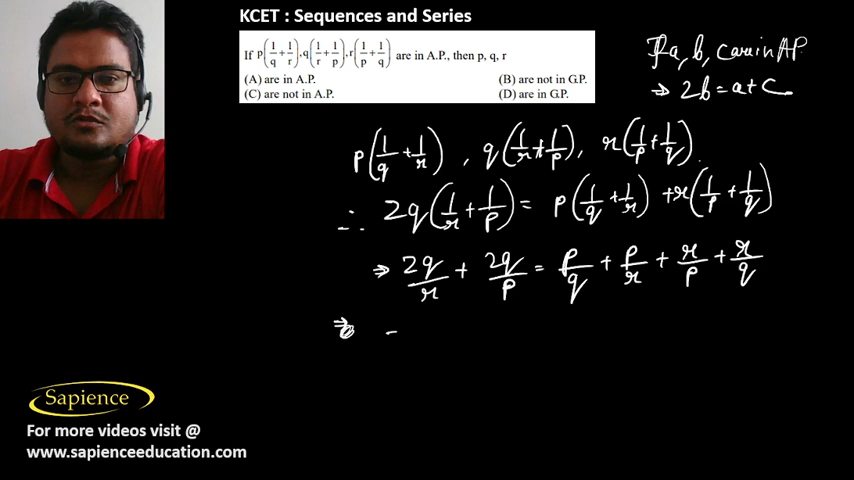 KCET : Sequences and Series
If p(1/q + 1/r), q(1/r + 1/p), r(1/p + 1/q) are in A.P., then p, q, r
(A) are in A.P. (B) are not in G.P.
(C) are not in A.P. (D) are in G.P.
If a, b, c are in AP
⇒ 2b = a + c
p(1/q + 1/r), q(1/r + 1/p), r(1/p + 1/q).
∴ 2q(1/r + 1/p) = p(1/q + 1/r) + r(1/p + 1/q)
⇒ 2q/r + 2q/p = p/q + p/r + r/p + r/q
⇒
Sapience
For more videos visit @
www.sapienceeducation.com